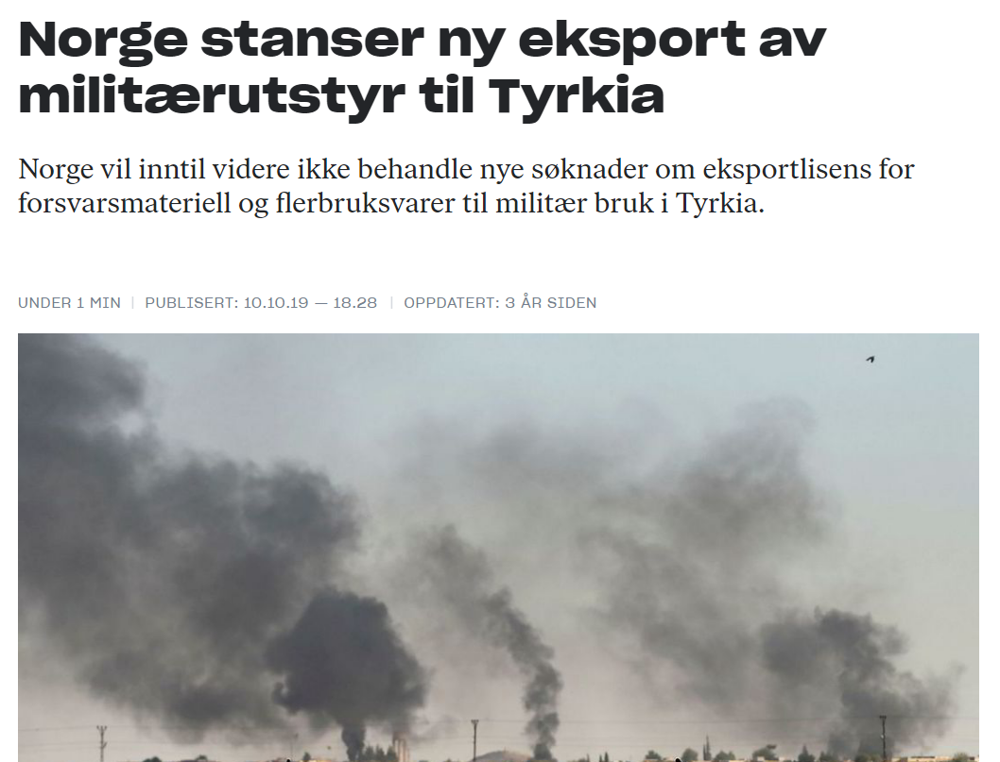 Norge stanser ny eksport av
militærutstyr til Tyrkia
Norge vil inntil videre ikke behandle nye søknader om eksportlisens for
forsvarsmateriell og flerbruksvarer til militær bruk i Tyrkia.
UNDER 1 MIN | PUBLISERT: 10.10.19 — 18.28 | OPPDATERT: 3 ÅR SIDEN